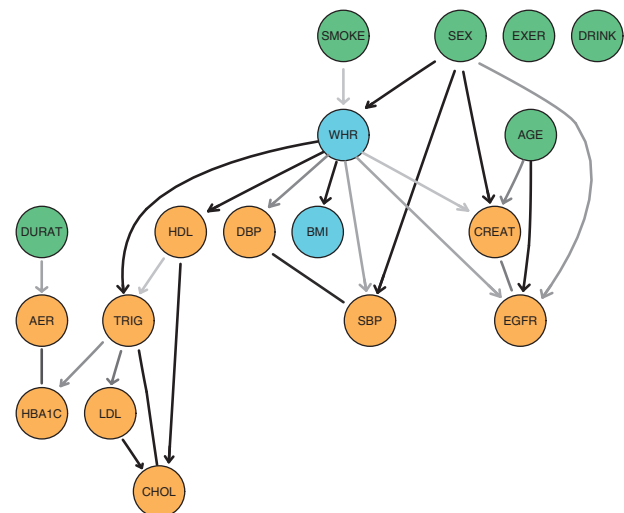 SMOKE
SEX
EXER
DRINK
WHR
AGE
DURAT
HDL
DBP
BMI
CREAT
AER
TRIG
SBP
EGFR
HBA1C
LDL
CHOL